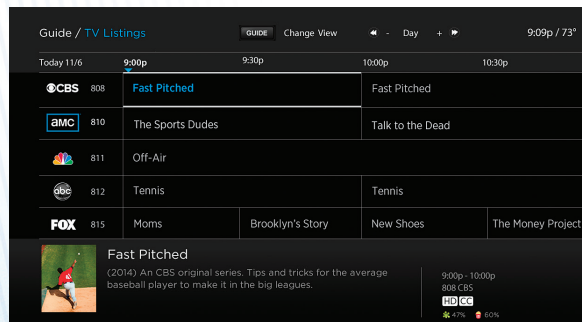 Guide / TV Listings GUIDE Change View - Day + 9:09p / 73°
Today 11/6 9:00p 9:30p 10:00p 10:30p
CBS 808 Fast Pitched Fast Pitched
amc 810 The Sports Dudes Talk to the Dead
811 Off-Air
abc 812 Tennis Tennis
FOX 815 Moms Brooklyn's Story New Shoes The Money Project
Fast Pitched
(2014) An CBS original series. Tips and tricks for the average
baseball player to make it in the big leagues.
9:00p - 10:00p
808 CBS
HD CC
47% 60%